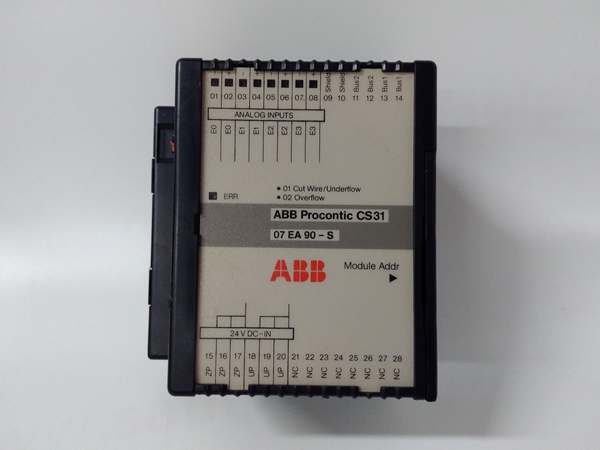 01 02 03 04 05 06 07 08 09 10 11 12 13 14
Shield Shield Bus2 Bus2 Bus1 Bus1
ANALOG INPUTS
E0 E0 E1 E1 E2 E2 E3 E3
ERR
• 01 Cut Wire/Underflow
• 02 Overflow
ABB Procontic CS31
07 EA 90 - S
ABB
Module Addr
24 V DC-IN
15 16 17 18 19 20 21 22 23 24 25 26 27 28
ZP ZP ZP UP UP UP NC NC NC NC NC NC NC NC